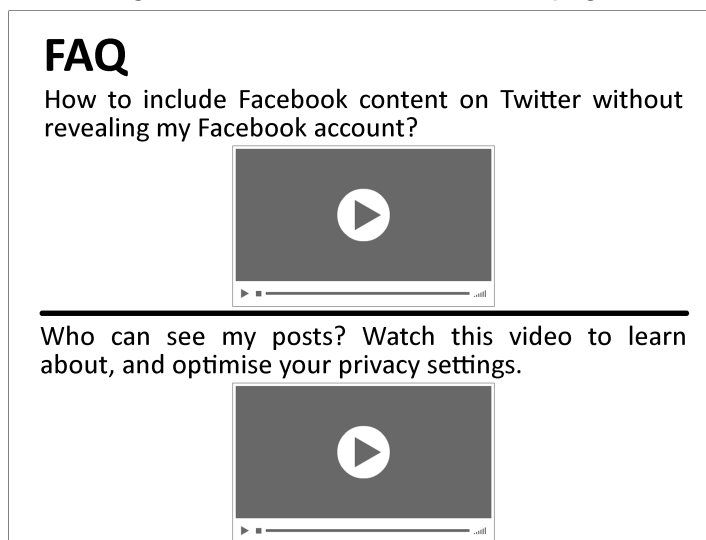 FAQ
How to include Facebook content on Twitter without
revealing my Facebook account?
Who can see my posts? Watch this video to learn
about, and optimise your privacy settings.